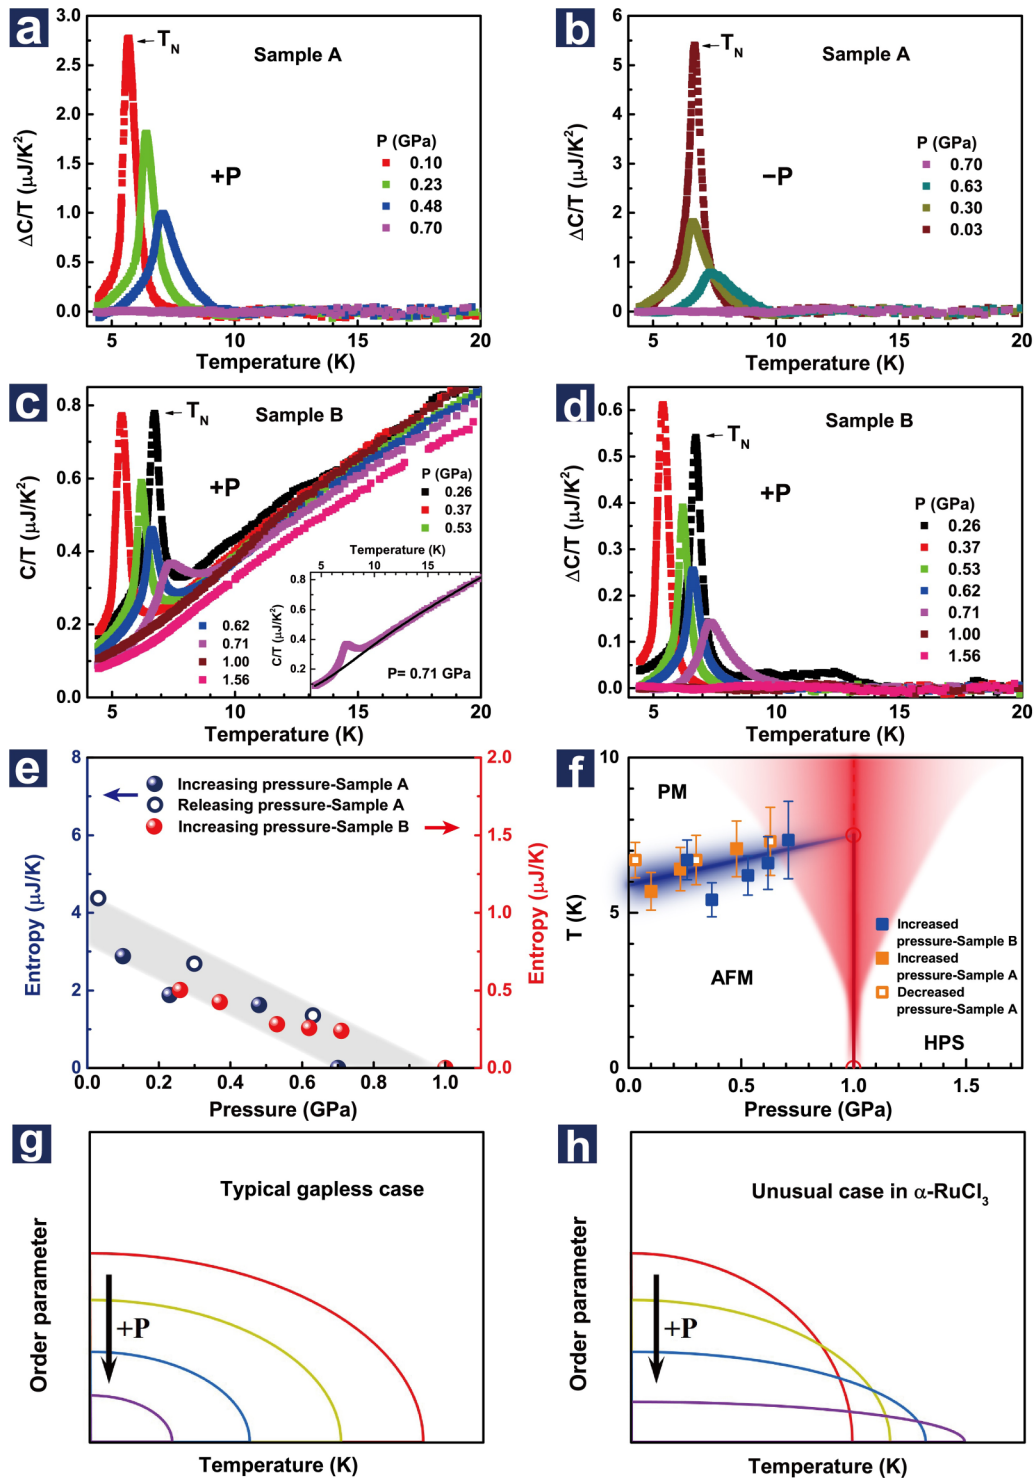 a
3.0
2.5
2.0
1.5
1.0
0.5
0.0
ΔC/T (μJ/K²)
T_N
Sample A
+P
P (GPa)
0.10
0.23
0.48
0.70
5 10 15 20
Temperature (K)
b
6
5
4
3
2
1
0
ΔC/T (μJ/K²)
T_N
Sample A
−P
P (GPa)
0.70
0.63
0.30
0.03
5 10 15 20
Temperature (K)
c
0.8
0.6
0.4
0.2
0.0
C/T (μJ/K²)
T_N
Sample B
+P
P (GPa)
0.26
0.37
0.53
0.62
0.71
1.00
1.56
Temperature (K)
5 10 15
0.8
0.6
0.4
0.2
C/T (μJ/K²)
P= 0.71 GPa
5 10 15 20
Temperature (K)
d
0.6
0.5
0.4
0.3
0.2
0.1
0.0
ΔC/T (μJ/K²)
T_N
Sample B
+P
P (GPa)
0.26
0.37
0.53
0.62
0.71
1.00
1.56
5 10 15 20
Temperature (K)
e
8
6
4
2
0
Entropy (μJ/K)
Increasing pressure-Sample A
Releasing pressure-Sample A
Increasing pressure-Sample B
2.0
1.5
1.0
0.5
0.0
Entropy (μJ/K)
0.0 0.2 0.4 0.6 0.8 1.0
Pressure (GPa)
f
10
5
0
T (K)
PM
AFM
HPS
Increased
pressure-Sample B
Increased
pressure-Sample A
Decreased
pressure-Sample A
0.0 0.5 1.0 1.5
Pressure (GPa)
g
Typical gapless case
Order parameter
+P
Temperature (K)
h
Unusual case in α-RuCl₃
Order parameter
+P
Temperature (K)